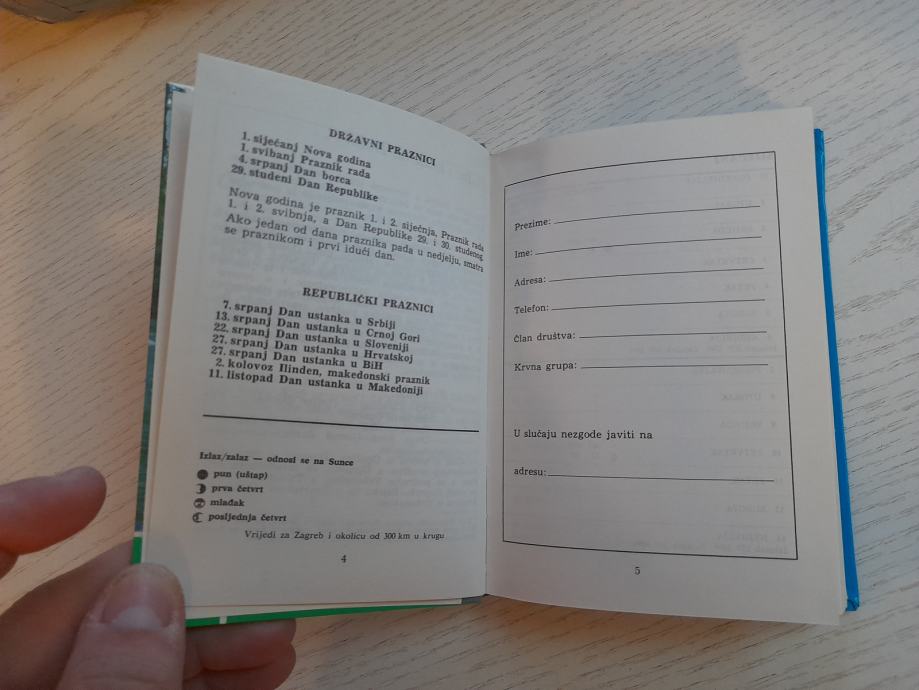 DRŽAVNI PRAZNICI
1. siječanj Nova godina
1. svibanj Praznik rada
4. srpanj Dan borca
29. studeni Dan Republike
Nova godina je praznik 1. i 2. siječnja, Praznik rada
1. i 2. svibnja, a Dan Republike 29. i 30. studenog.
Ako jedan od dana praznika pada u nedjelju, smatra
se praznikom i prvi idući dan.
REPUBLIČKI PRAZNICI
7. srpanj Dan ustanka u Srbiji
13. srpanj Dan ustanka u Crnoj Gori
22. srpanj Dan ustanka u Sloveniji
27. srpanj Dan ustanka u Hrvatskoj
27. srpanj Dan ustanka u BiH
2. kolovoz Ilinden, makedonski praznik
11. listopad Dan ustanka u Makedoniji
Izlaz/zalaz — odnosi se na Sunce
pun (uštap)
prva četvrt
mlađak
posljednja četvrt
Vrijedi za Zagreb i okolicu od 300 km u krugu
4
Prezime:
Ime:
Adresa:
Telefon:
Član društva:
Krvna grupa:
U slučaju nezgode javiti na
adresu:
5